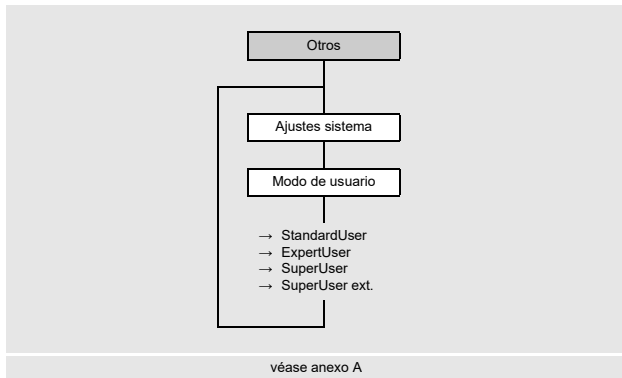 Otros
Ajustes sistema
Modo de usuario
→ StandardUser
→ ExpertUser
→ SuperUser
→ SuperUser ext.
véase anexo A